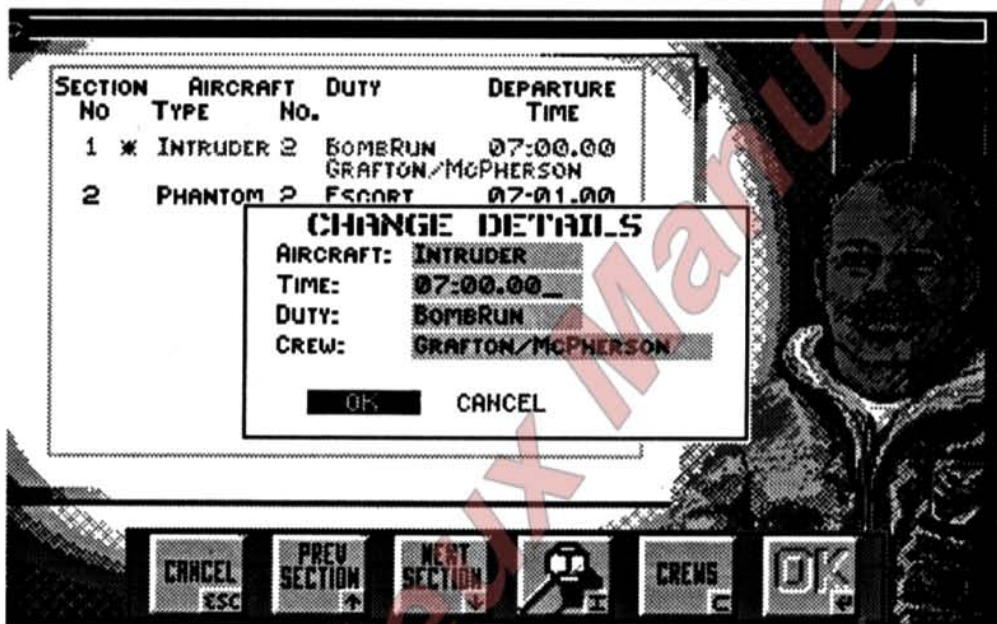 SECTION AIRCRAFT DUTY DEPARTURE
NO TYPE NO. TIME
1 * INTRUDER 2 BOMBRUN 07:00.00
GRAFTON/MCPHERSON
2 PHANTOM 2 ESCORT 07:01.00
CHANGE DETAILS
AIRCRAFT: INTRUDER
TIME: 07:00.00_
DUTY: BOMBRUN
CREW: GRAFTON/MCPHERSON
OK CANCEL
CANCEL ESC
PREV SECTION ↑
NEXT SECTION ↓
I
CREWS C
OK ↵